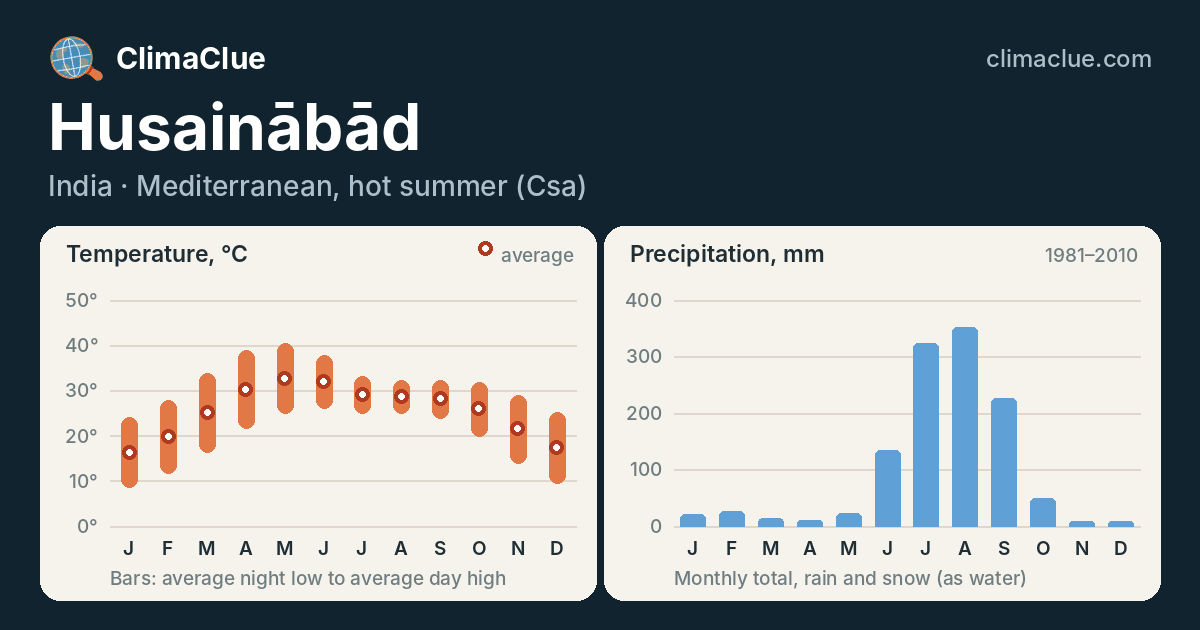 ClimaClue
climaclue.com
Husainābād
India · Mediterranean, hot summer (Csa)
Temperature, °C
average
50°
40°
30°
20°
10°
0°
J F M A M J J A S O N D
Bars: average night low to average day high
Precipitation, mm
1981–2010
400
300
200
100
0
J F M A M J J A S O N D
Monthly total, rain and snow (as water)